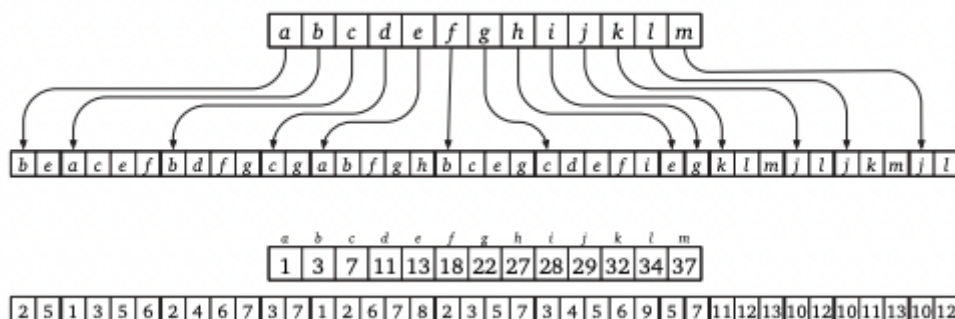 a b c d e f g h i j k l m
b e a c e f b d f g c g a b f g h b c e g c d e f i e g k l m j l j k m j l
a b c d e f g h i j k l m
1 3 7 11 13 18 22 27 28 29 32 34 37
2 5 1 3 5 6 2 4 6 7 3 7 1 2 6 7 8 2 3 5 7 3 4 5 6 9 5 7 11 12 13 10 12 10 11 13 10 12